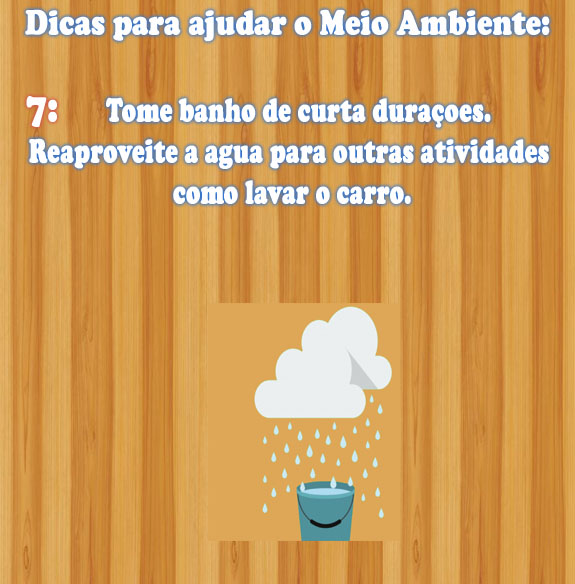 Dicas para ajudar o Meio Ambiente:
7: Tome banho de curta duraçoes.
Reaproveite a agua para outras atividades
como lavar o carro.